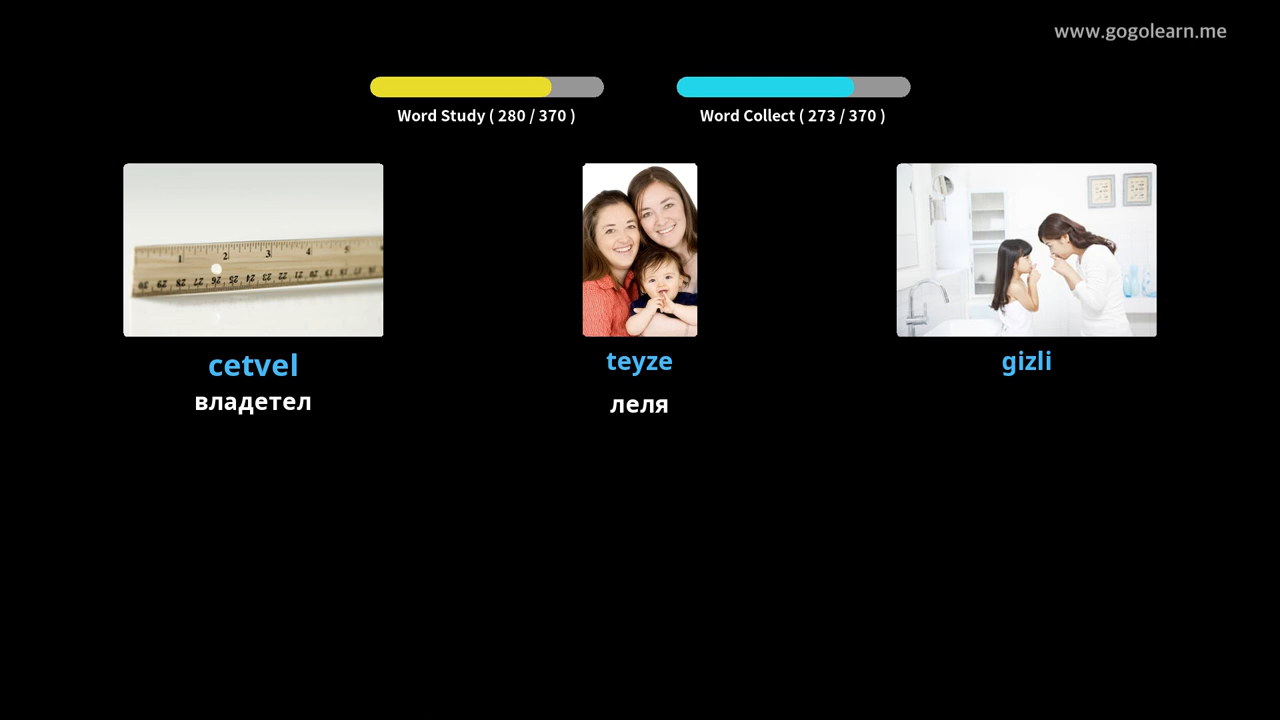 www.gogolearn.me
Word Study ( 280 / 370 )
Word Collect ( 273 / 370 )
cetvel
владетел
teyze
леля
gizli